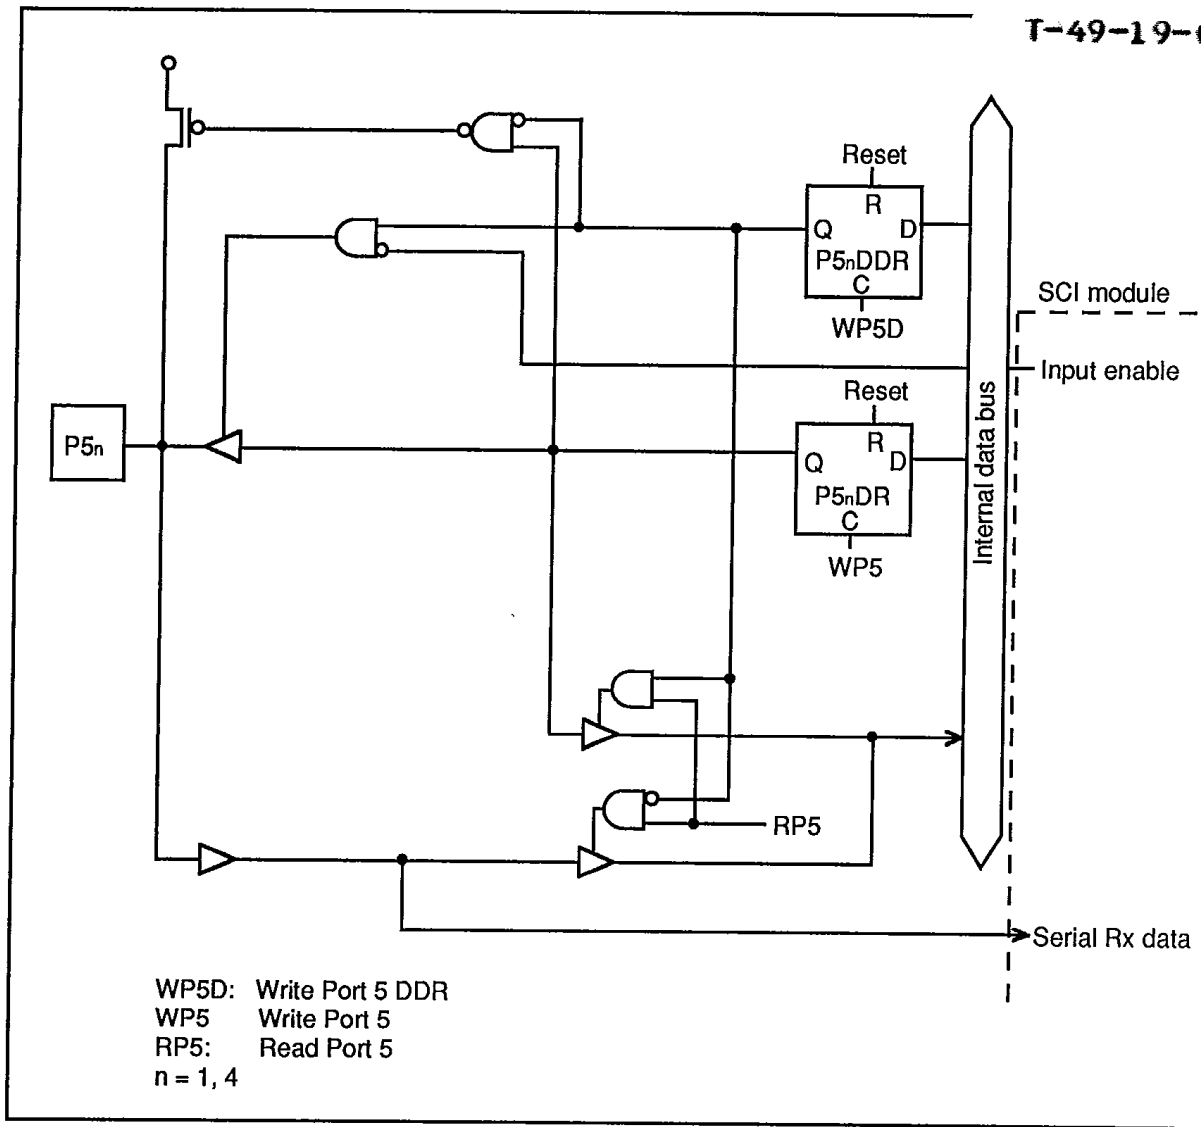 T-49-19-
Reset
R
Q D
P5nDDR
C
WP5D
SCI module
Input enable
Reset
R
Q D
P5nDR
C
WP5
P5n
Internal data bus
RP5
Serial Rx data
WP5D: Write Port 5 DDR
WP5 Write Port 5
RP5: Read Port 5
n = 1, 4